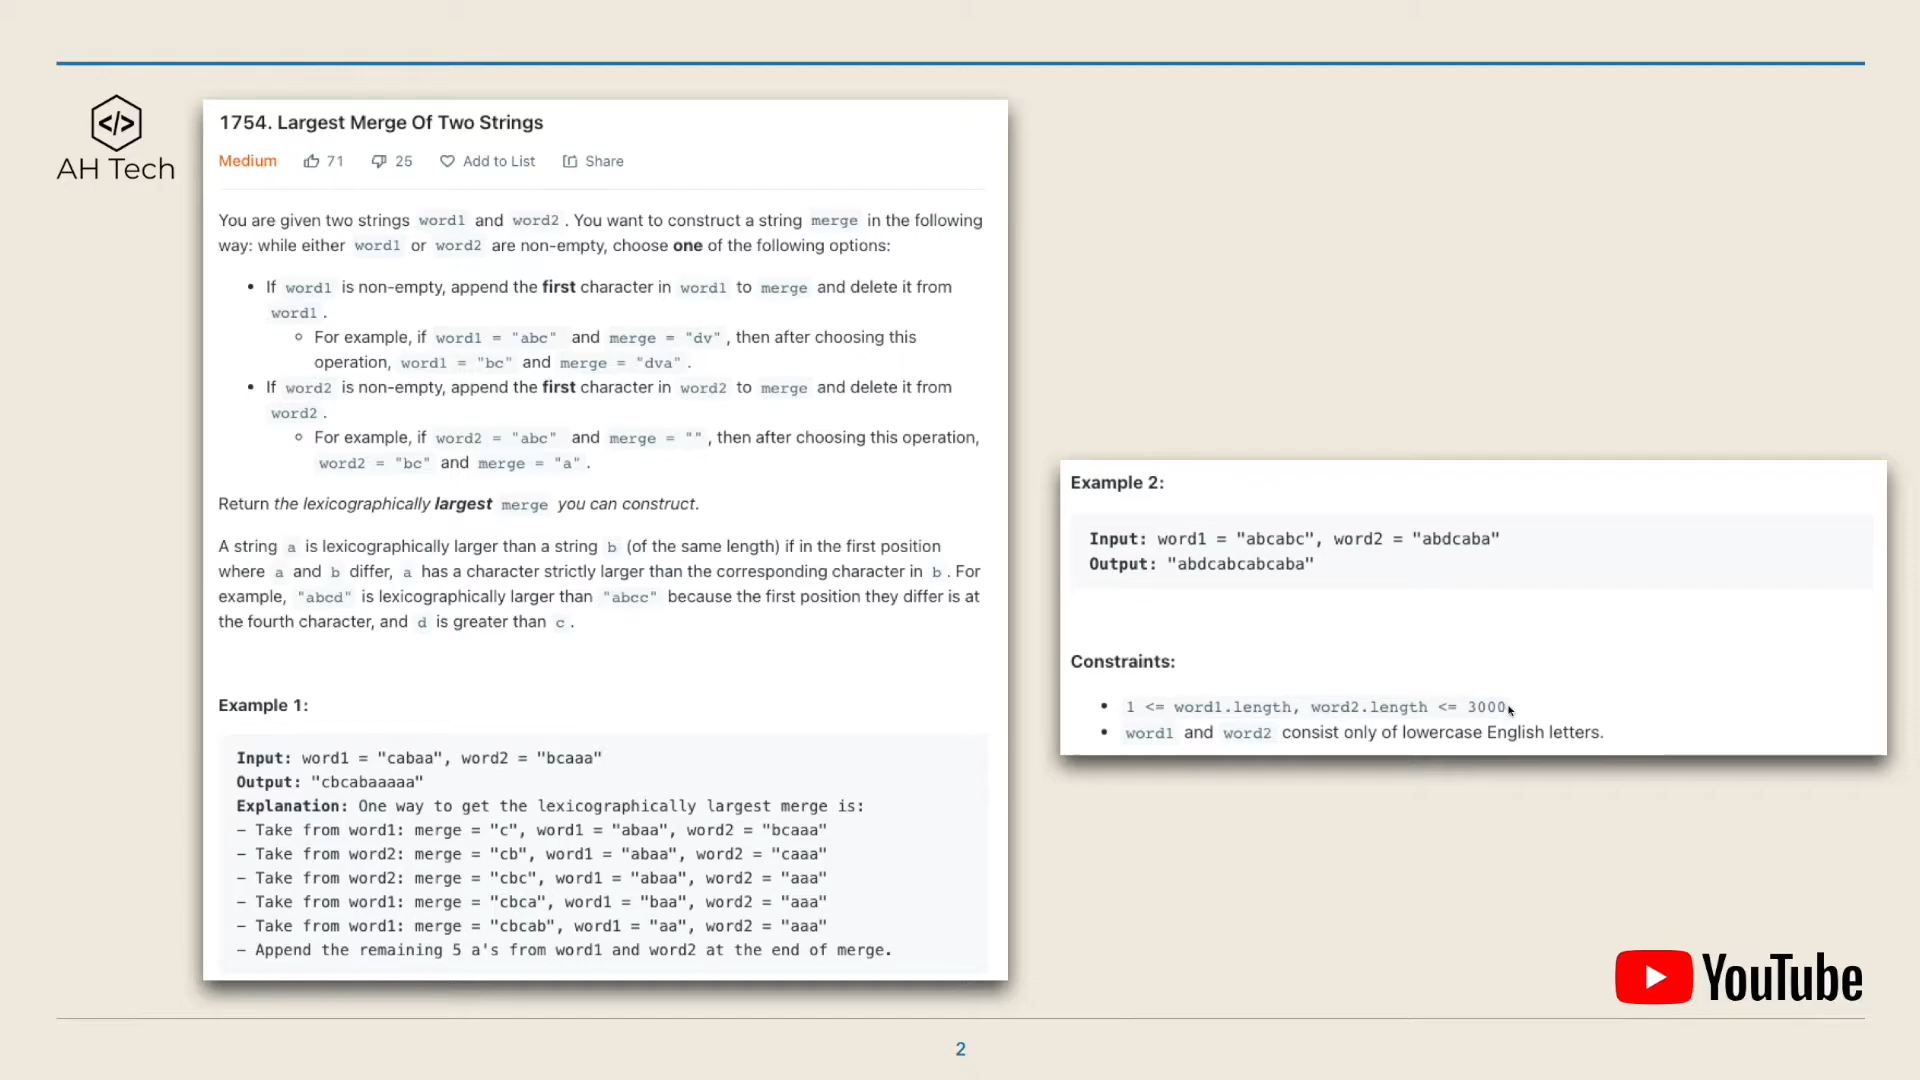 </>
AH Tech
1754. Largest Merge Of Two Strings
Medium 71 25 Add to List Share
You are given two strings word1 and word2 . You want to construct a string merge in the following
way: while either word1 or word2 are non-empty, choose one of the following options:
• If word1 is non-empty, append the first character in word1 to merge and delete it from
word1 .
◦ For example, if word1 = "abc" and merge = "dv" , then after choosing this
operation, word1 = "bc" and merge = "dva" .
• If word2 is non-empty, append the first character in word2 to merge and delete it from
word2 .
◦ For example, if word2 = "abc" and merge = "" , then after choosing this operation,
word2 = "bc" and merge = "a" .
Return the lexicographically largest merge you can construct.
A string a is lexicographically larger than a string b (of the same length) if in the first position
where a and b differ, a has a character strictly larger than the corresponding character in b . For
example, "abcd" is lexicographically larger than "abcc" because the first position they differ is at
the fourth character, and d is greater than c .
Example 1:
Input: word1 = "cabaa", word2 = "bcaaa"
Output: "cbcabaaaaa"
Explanation: One way to get the lexicographically largest merge is:
- Take from word1: merge = "c", word1 = "abaa", word2 = "bcaaa"
- Take from word2: merge = "cb", word1 = "abaa", word2 = "caaa"
- Take from word2: merge = "cbc", word1 = "abaa", word2 = "aaa"
- Take from word1: merge = "cbca", word1 = "baa", word2 = "aaa"
- Take from word1: merge = "cbcab", word1 = "aa", word2 = "aaa"
- Append the remaining 5 a's from word1 and word2 at the end of merge.
Example 2:
Input: word1 = "abcabc", word2 = "abdcaba"
Output: "abdcabcabcaba"
Constraints:
• 1 <= word1.length, word2.length <= 3000
• word1 and word2 consist only of lowercase English letters.
YouTube
2